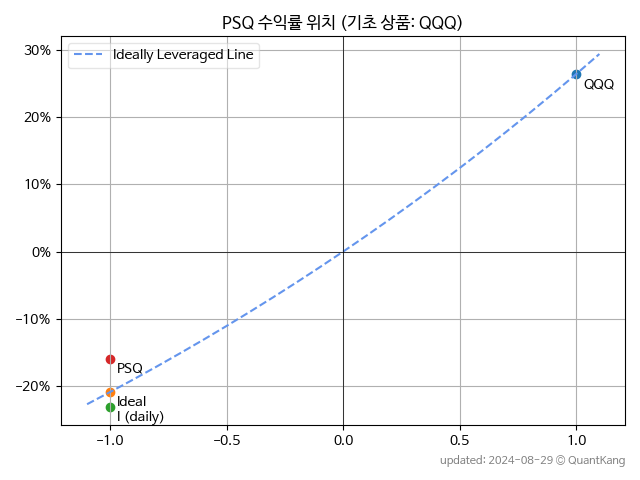 PSQ 수익률 위치 (기초 상품: QQQ)
Ideally Leveraged Line
30%
20%
10%
0%
−10%
−20%
QQQ
PSQ
Ideal
I (daily)
−1.0 −0.5 0.0 0.5 1.0
updated: 2024-08-29 © QuantKang